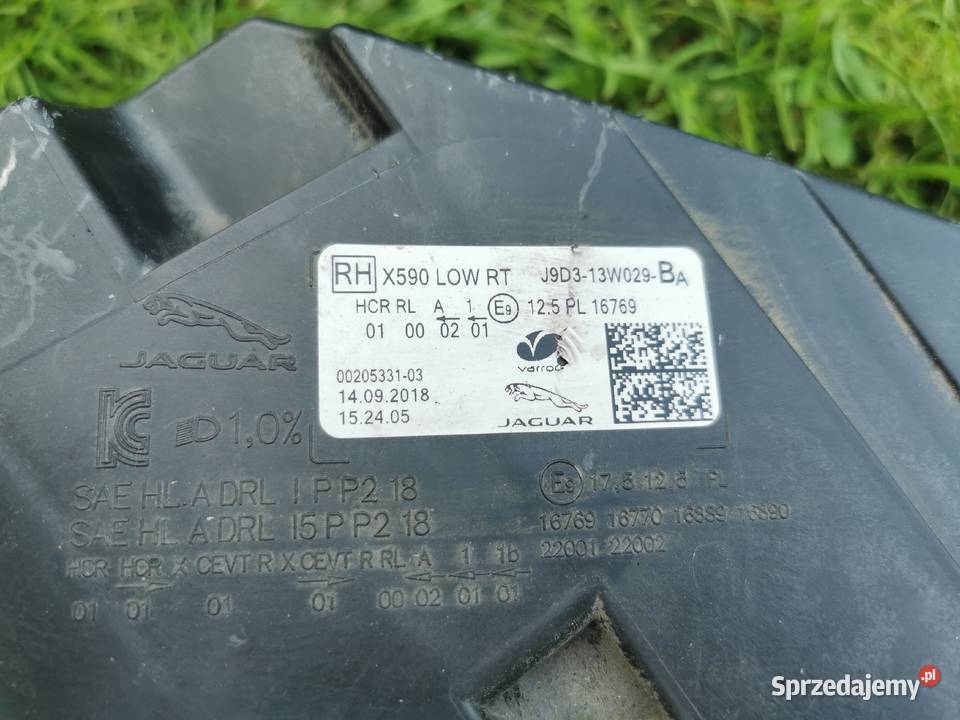 RH X590 LOW RT J9D3-13W029-BA
HCR RL A 1 E9 12.5 PL 16769
01 00 02 01
varroc
00205331-03
14.09.2018
15.24.05
JAGUAR
JAGUAR
KC 1,0%
SAE HL A DRL I P P2 18
SAE HL A DRL I5 P P2 18
HCR HCR X CEVT R X CEVT R RL A 1 1b
01 01 01 01 00 02 01 01
E9 17,5 12,5 PL
16769 16770 16889 16890
22001 22002
Sprzedajemy.pl